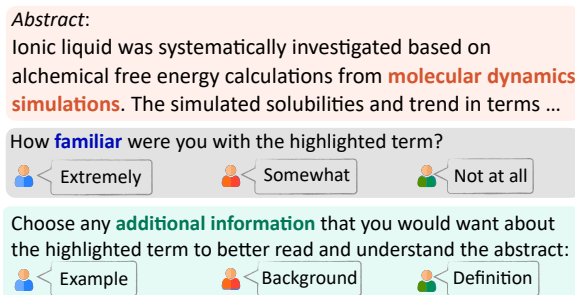 Abstract:
Ionic liquid was systematically investigated based on
alchemical free energy calculations from molecular dynamics
simulations. The simulated solubilities and trend in terms ...
How familiar were you with the highlighted term?
Extremely Somewhat Not at all
Choose any additional information that you would want about
the highlighted term to better read and understand the abstract:
Example Background Definition